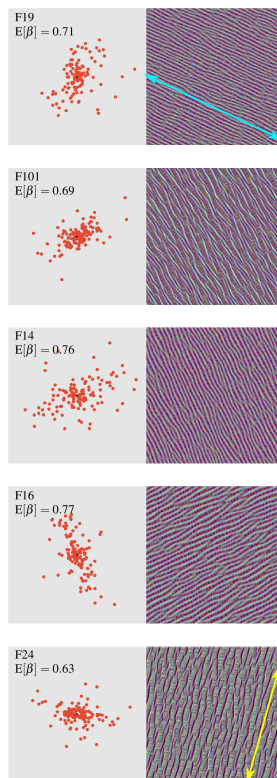 F19
E[β] = 0.71
F101
E[β] = 0.69
F14
E[β] = 0.76
F16
E[β] = 0.77
F24
E[β] = 0.63